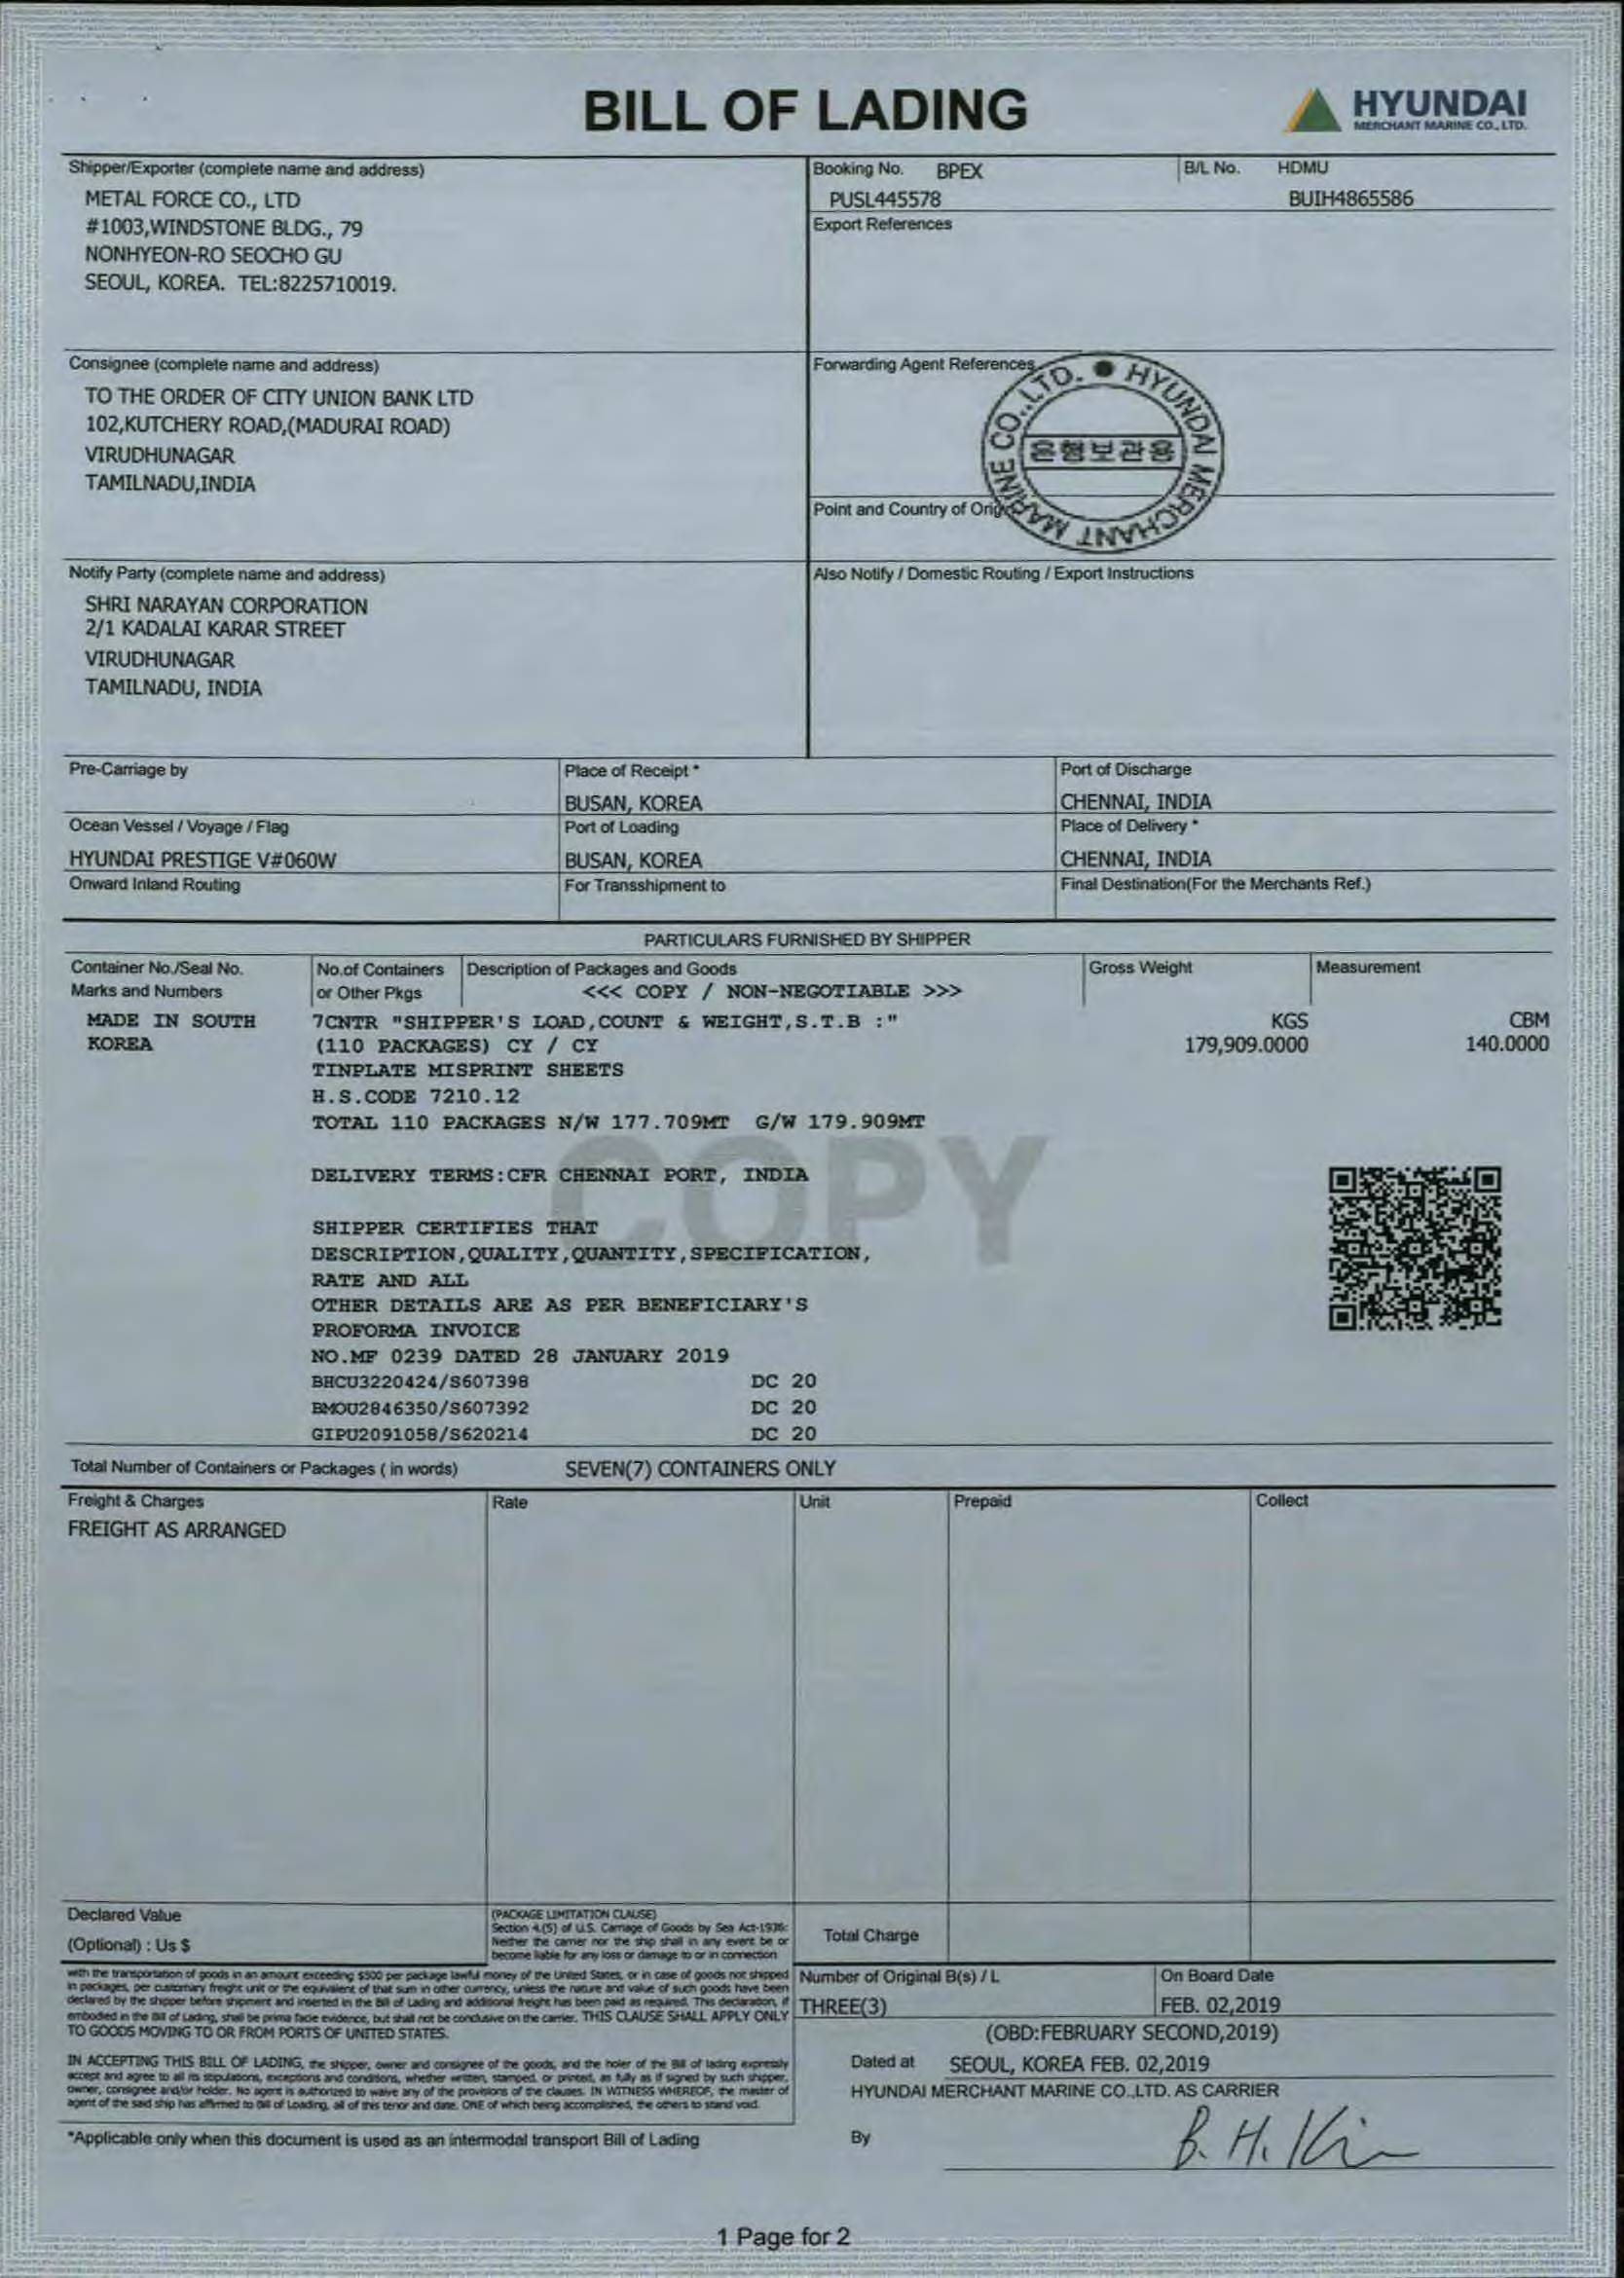 BILL OF LADING
HYUNDAI
MERCHANT MARINE CO., LTD.
Shipper/Exporter (complete name and address)
METAL FORCE CO., LTD
#1003,WINDSTONE BLDG., 79
NONHYEON-RO SEOCHO GU
SEOUL, KOREA. TEL:8225710019.
Booking No. BPEX
PUSL445578
B/L No. HDMU
BUIH4865586
Export References
Consignee (complete name and address)
TO THE ORDER OF CITY UNION BANK LTD
102,KUTCHERY ROAD,(MADURAI ROAD)
VIRUDHUNAGAR
TAMILNADU,INDIA
Forwarding Agent References
HYUNDAI MERCHANT MARINE CO.,LTD.
은행보관용
Point and Country of Orig
Notify Party (complete name and address)
SHRI NARAYAN CORPORATION
2/1 KADALAI KARAR STREET
VIRUDHUNAGAR
TAMILNADU, INDIA
Also Notify / Domestic Routing / Export Instructions
Pre-Carriage by
Place of Receipt *
BUSAN, KOREA
Port of Discharge
CHENNAI, INDIA
Ocean Vessel / Voyage / Flag
HYUNDAI PRESTIGE V#060W
Port of Loading
BUSAN, KOREA
Place of Delivery *
CHENNAI, INDIA
Onward Inland Routing
For Transshipment to
Final Destination(For the Merchants Ref.)
PARTICULARS FURNISHED BY SHIPPER
Container No./Seal No.
Marks and Numbers
No.of Containers
or Other Pkgs
Description of Packages and Goods
<<< COPY / NON-NEGOTIABLE >>>
Gross Weight
Measurement
MADE IN SOUTH
KOREA
7CNTR "SHIPPER'S LOAD,COUNT & WEIGHT,S.T.B :"
(110 PACKAGES) CY / CY
TINPLATE MISPRINT SHEETS
H.S.CODE 7210.12
TOTAL 110 PACKAGES N/W 177.709MT G/W 179.909MT
KGS
179,909.0000
CBM
140.0000
COPY
DELIVERY TERMS:CFR CHENNAI PORT, INDIA
SHIPPER CERTIFIES THAT
DESCRIPTION,QUALITY,QUANTITY,SPECIFICATION,
RATE AND ALL
OTHER DETAILS ARE AS PER BENEFICIARY'S
PROFORMA INVOICE
NO.MF 0239 DATED 28 JANUARY 2019
BHCU3220424/S607398 DC 20
BMOU2846350/S607392 DC 20
GIPU2091058/S620214 DC 20
Total Number of Containers or Packages ( in words) SEVEN(7) CONTAINERS ONLY
Freight & Charges
Rate
Unit
Prepaid
Collect
FREIGHT AS ARRANGED
Declared Value
(Optional) : Us $
(PACKAGE LIMITATION CLAUSE)
Section 4.(5) of U.S. Carriage of Goods by Sea Act-1936:
Neither the carrier nor the ship shall in any event be or
become liable for any loss or damage to or in connection
with the transportation of goods in an amount exceeding $500 per package lawful money of the United States, or in case of goods not shipped
in packages, per customary freight unit or the equivalent of that sum in other currency, unless the nature and value of such goods have been
declared by the shipper before shipment and inserted in the Bill of Lading and additional freight has been paid as required. This declaration, if
embodied in the Bill of Lading, shall be prima facie evidence, but shall not be conclusive on the carrier. THIS CLAUSE SHALL APPLY ONLY
TO GOODS MOVING TO OR FROM PORTS OF UNITED STATES.
Total Charge
Number of Original B(s) / L
THREE(3)
On Board Date
FEB. 02,2019
(OBD:FEBRUARY SECOND,2019)
IN ACCEPTING THIS BILL OF LADING, the shipper, owner and consignee of the goods, and the holer of the Bill of lading expressly
accept and agree to all its stipulations, exceptions and conditions, whether written, stamped, or printed, as fully as if signed by such shipper,
owner, consignee and/or holder. No agent is authorized to waive any of the provisions of the clauses. IN WITNESS WHEREOF, the master of
agent of the said ship has affirmed to Bill of Loading, all of this tenor and date. ONE of which being accomplished, the others to stand void.
Dated at SEOUL, KOREA FEB. 02,2019
HYUNDAI MERCHANT MARINE CO.,LTD. AS CARRIER
*Applicable only when this document is used as an intermodal transport Bill of Lading
By B. H. Kim
1 Page for 2